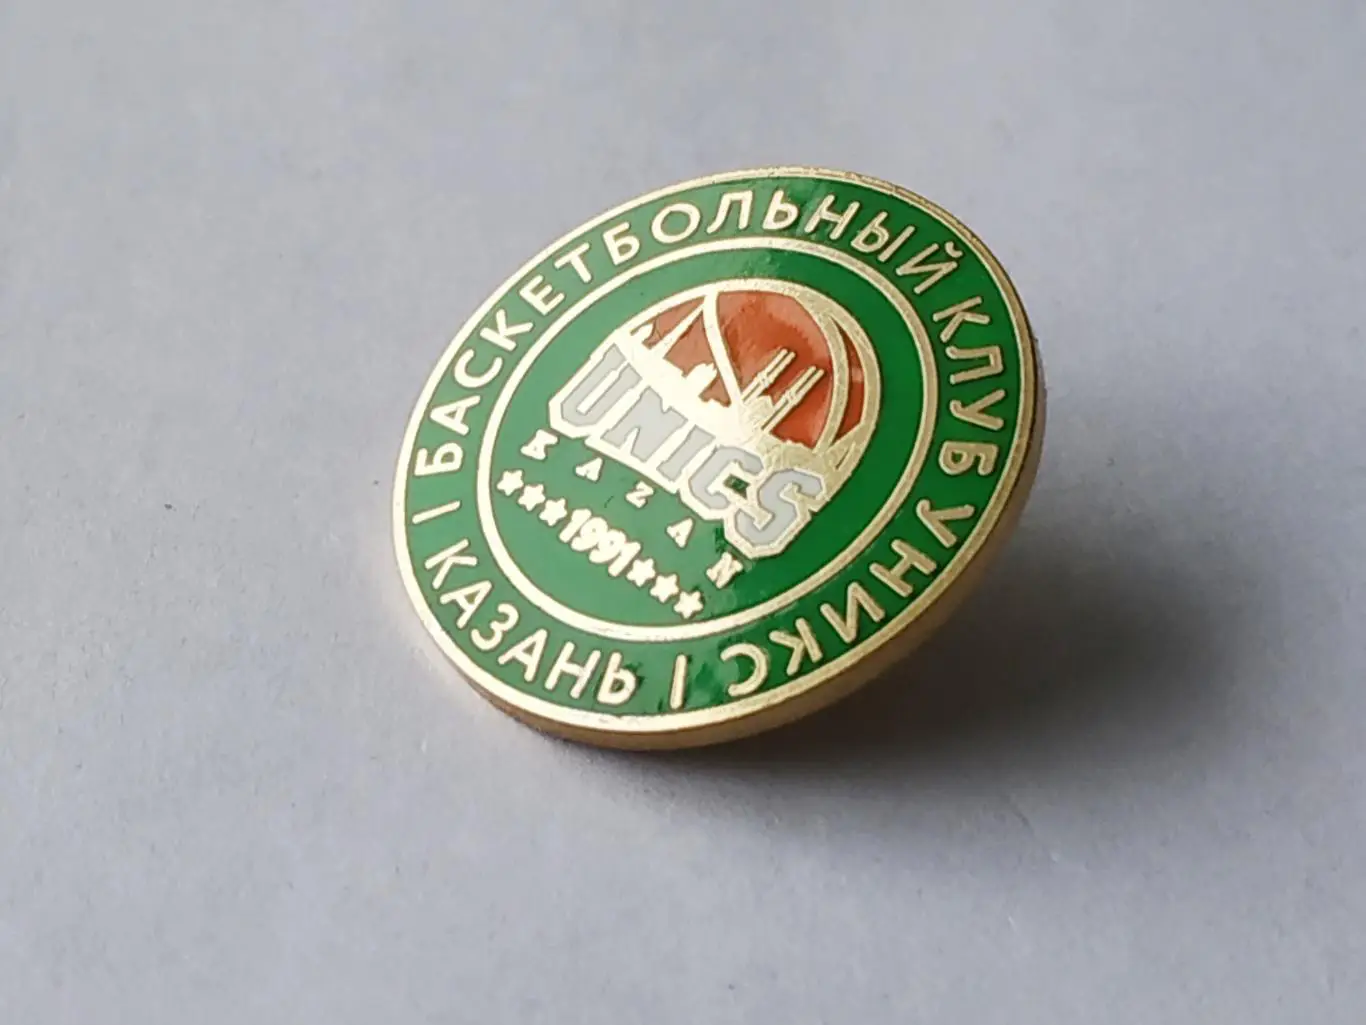 БАСКЕТБОЛЬНЫЙ КЛУБ УНИКС | КАЗАНЬ |
UNICS
KAZAN
★★★1991★★★